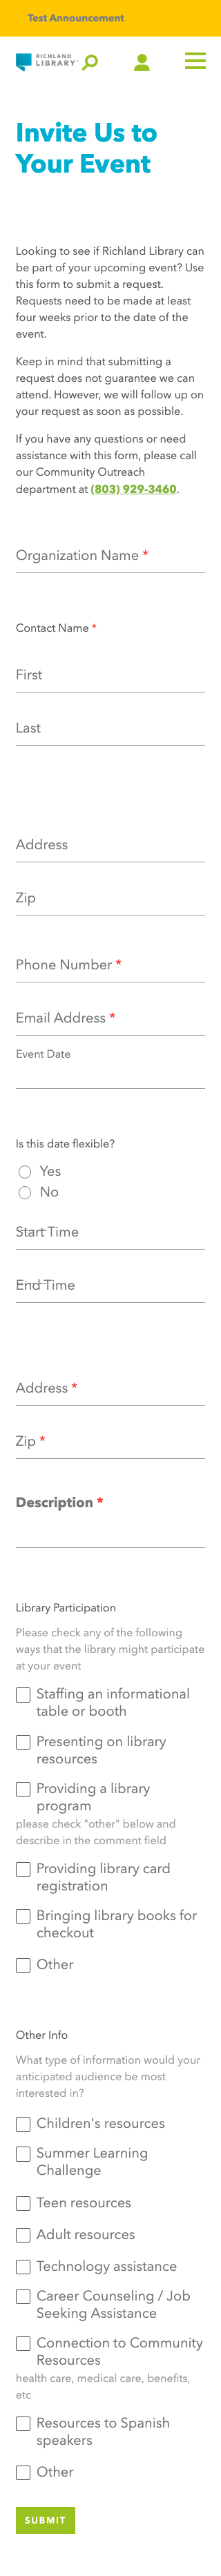 Test Announcement
RICHLAND
LIBRARY
Invite Us to
Your Event
Looking to see if Richland Library can
be part of your upcoming event? Use
this form to submit a request.
Requests need to be made at least
four weeks prior to the date of the
event.
Keep in mind that submitting a
request does not guarantee we can
attend. However, we will follow up on
your request as soon as possible.
If you have any questions or need
assistance with this form, please call
our Community Outreach
department at (803) 929-3460.
Organization Name *
Contact Name *
First
Last
Address
Zip
Phone Number *
Email Address *
Event Date
Is this date flexible?
Yes
No
Start Time
End Time
Address *
Zip *
Description *
Library Participation
Please check any of the following
ways that the library might participate
at your event
Staffing an informational
table or booth
Presenting on library
resources
Providing a library
program
please check "other" below and
describe in the comment field
Providing library card
registration
Bringing library books for
checkout
Other
Other Info
What type of information would your
anticipated audience be most
interested in?
Children's resources
Summer Learning
Challenge
Teen resources
Adult resources
Technology assistance
Career Counseling / Job
Seeking Assistance
Connection to Community
Resources
health care, medical care, benefits,
etc
Resources to Spanish
speakers
Other
SUBMIT